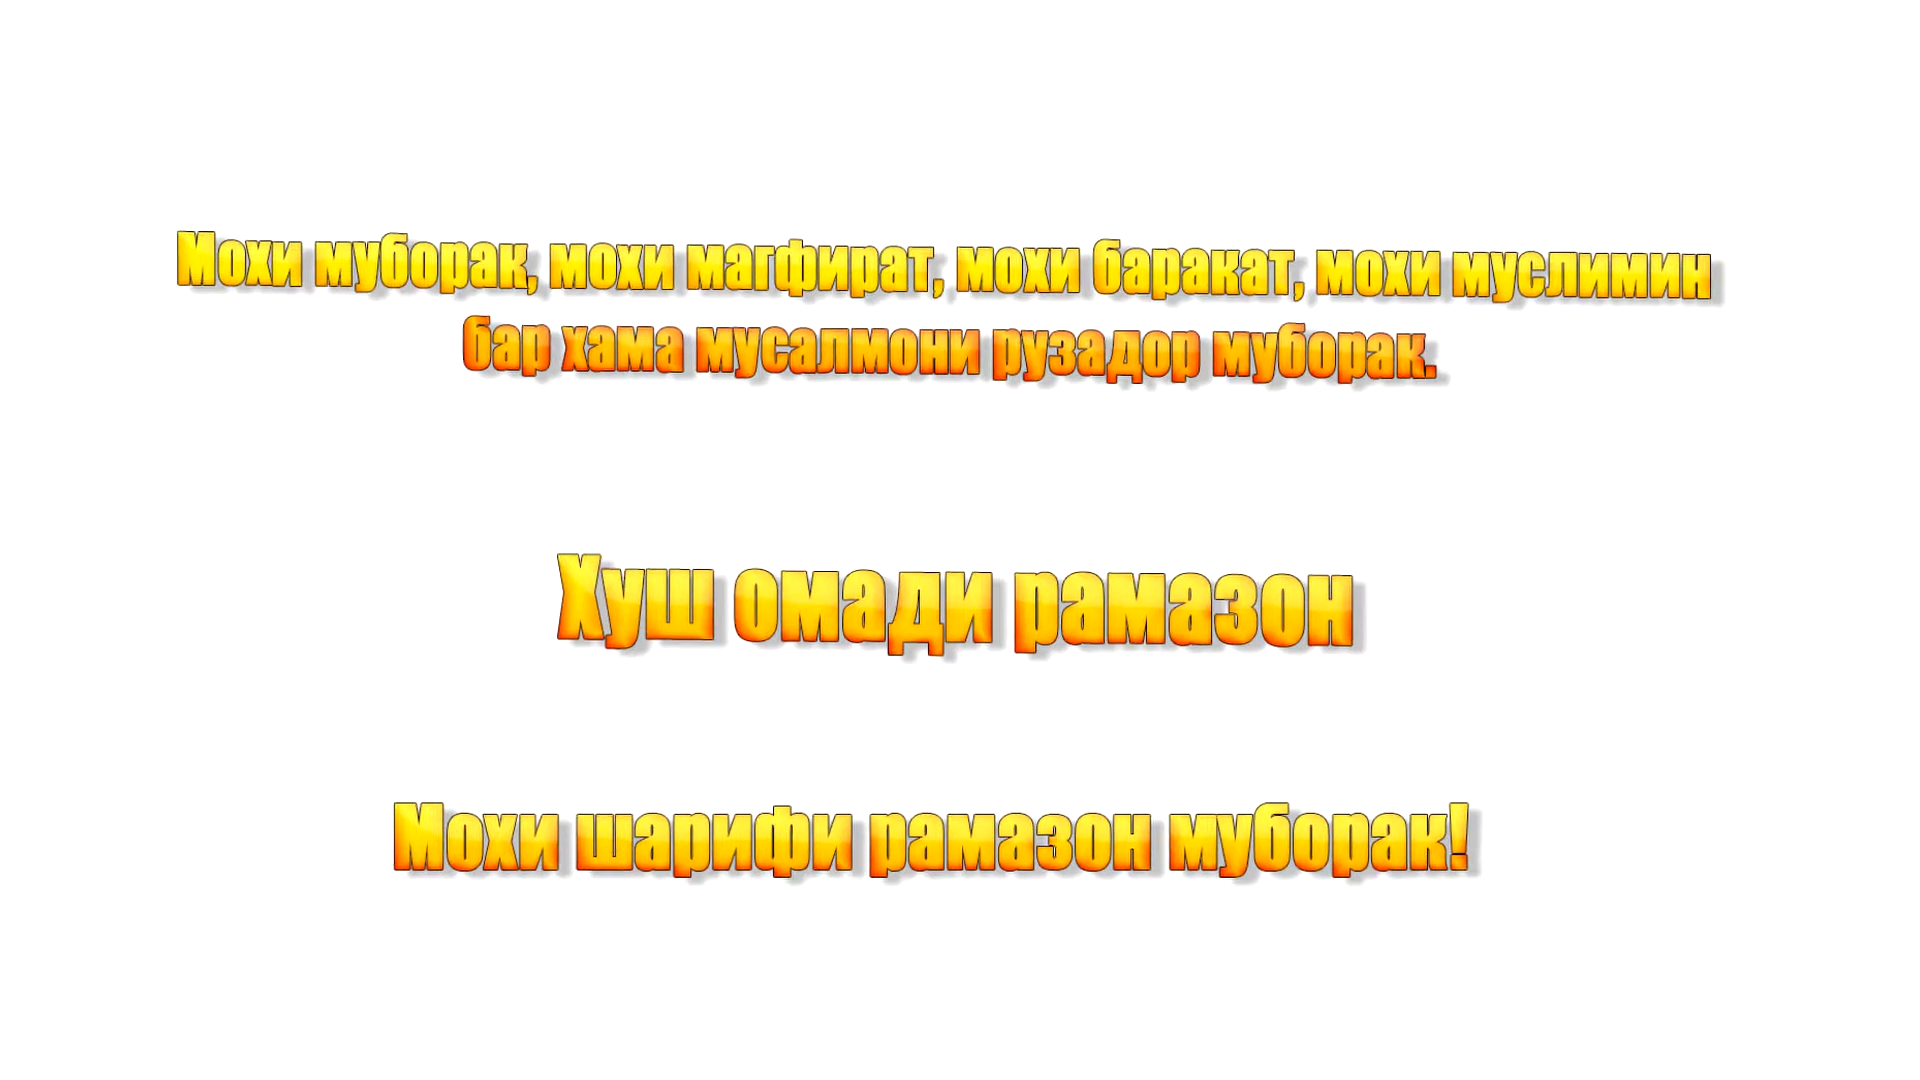 Мохи муборак, мохи магфират, мохи баракат, мохи муслимин
бар хама мусалмони рузадор муборак.
Хуш омади рамазон
Мохи шарифи рамазон муборак!